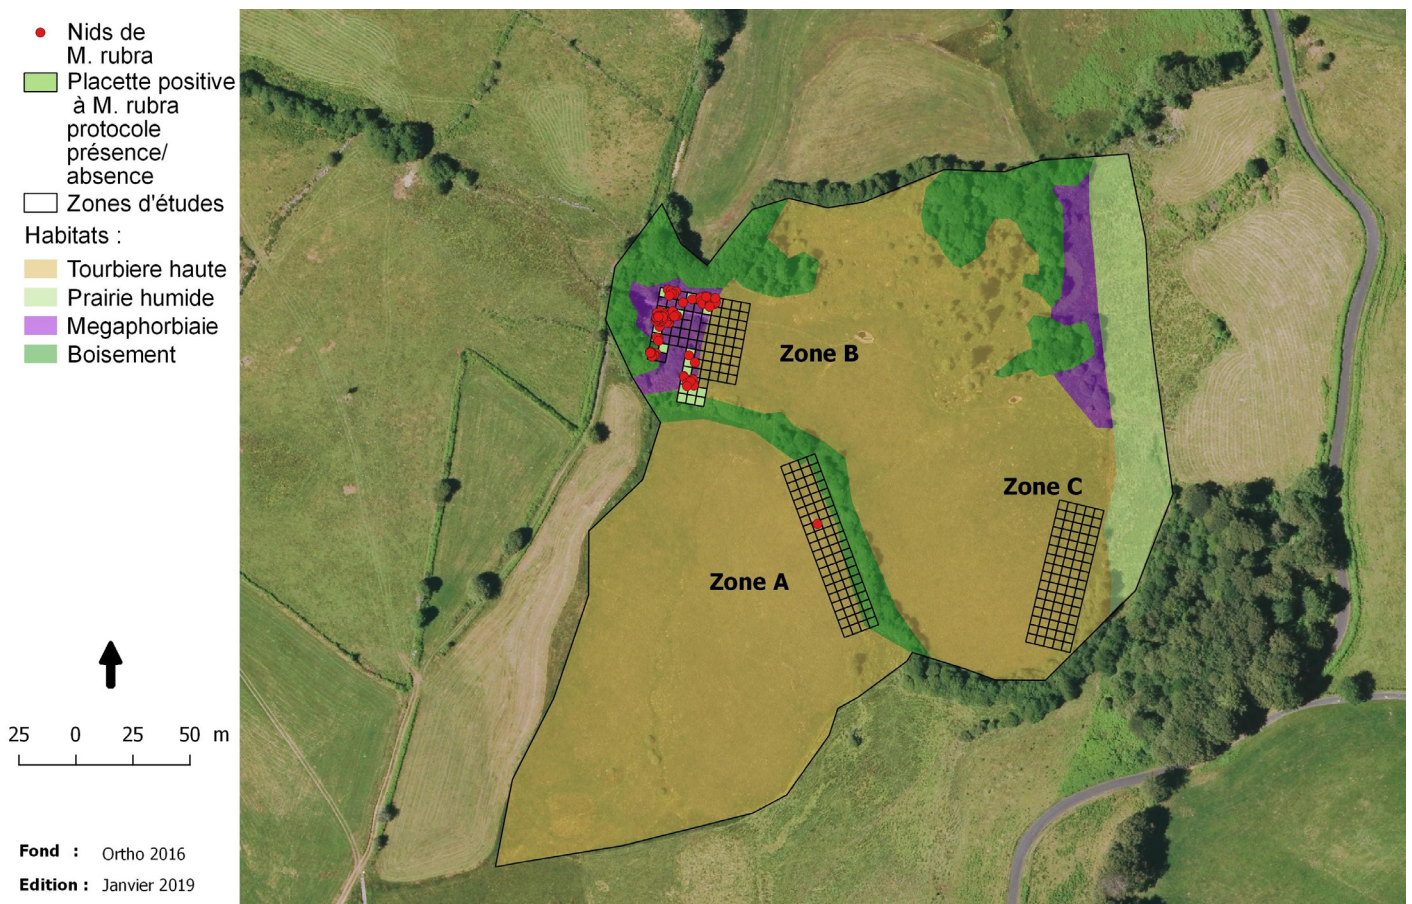 Nids de
M. rubra
Placette positive
à M. rubra
protocole
présence/
absence
Zones d'études
Habitats :
Tourbiere haute
Prairie humide
Megaphorbiaie
Boisement
25 0 25 50 m
Fond : Ortho 2016
Edition : Janvier 2019
Zone B
Zone C
Zone A